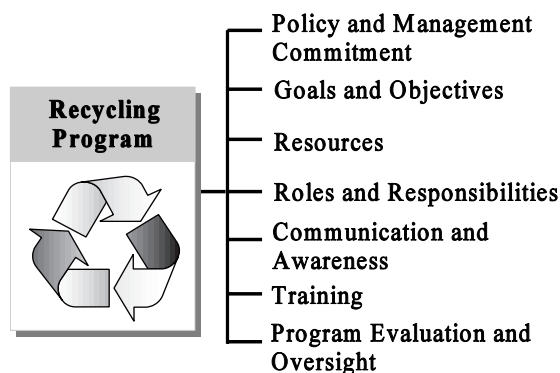 Recycling
Program
Policy and Management
Commitment
Goals and Objectives
Resources
Roles and Responsibilities
Communication and
Awareness
Training
Program Evaluation and
Oversight